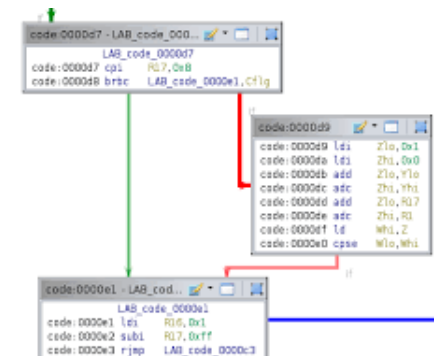 code:0000d7 - LAB_code_000...
LAB_code_0000d7
code:0000d7 cpi R17,0x8
code:0000d8 brbc LAB_code_0000e1,Cflg
if
code:0000d9
code:0000d9 ldi Zlo,0x1
code:0000da ldi Zhi,0x0
code:0000db add Zlo,Ylo
code:0000dc adc Zhi,Yhi
code:0000dd add Zlo,R17
code:0000de adc Zhi,R1
code:0000df ld Whi,Z
code:0000e0 cpse Wlo,Whi
if
code:0000e1 - LAB_cod...
LAB_code_0000e1
code:0000e1 ldi R16,0x1
code:0000e2 subi R17,0xff
code:0000e3 rjmp LAB_code_0000c3